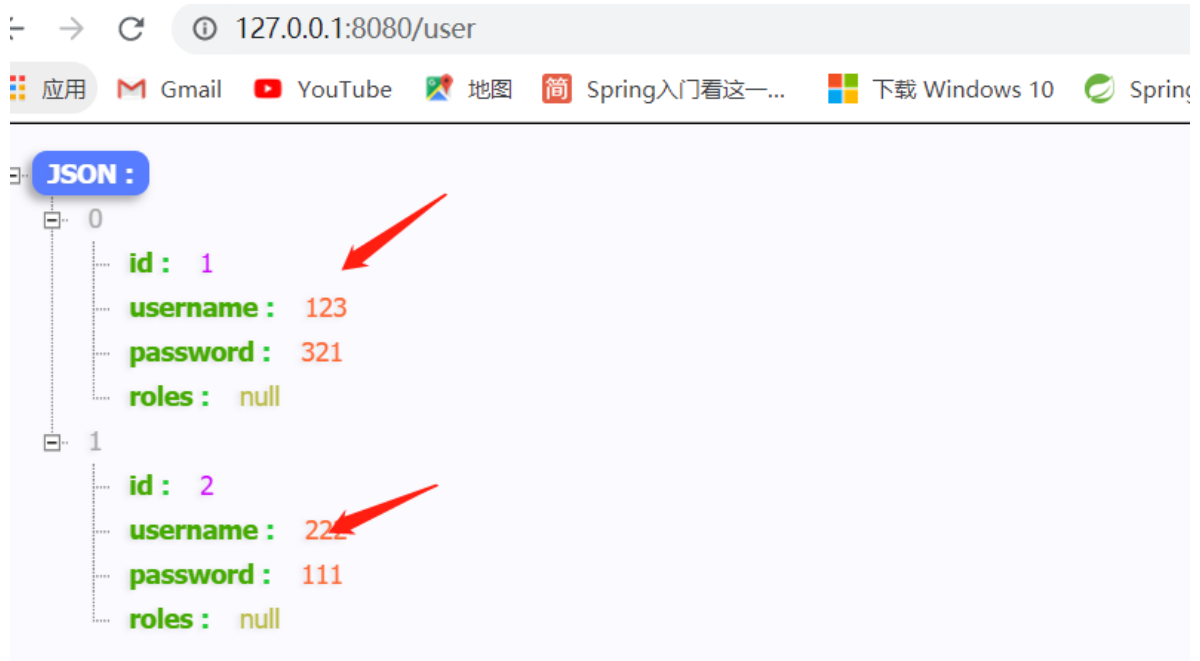 127.0.0.1:8080/user
应用 Gmail YouTube 地图 简 Spring入门看这一... 下载 Windows 10 Spring
JSON :
0
id : 1
username : 123
password : 321
roles : null
1
id : 2
username : 222
password : 111
roles : null